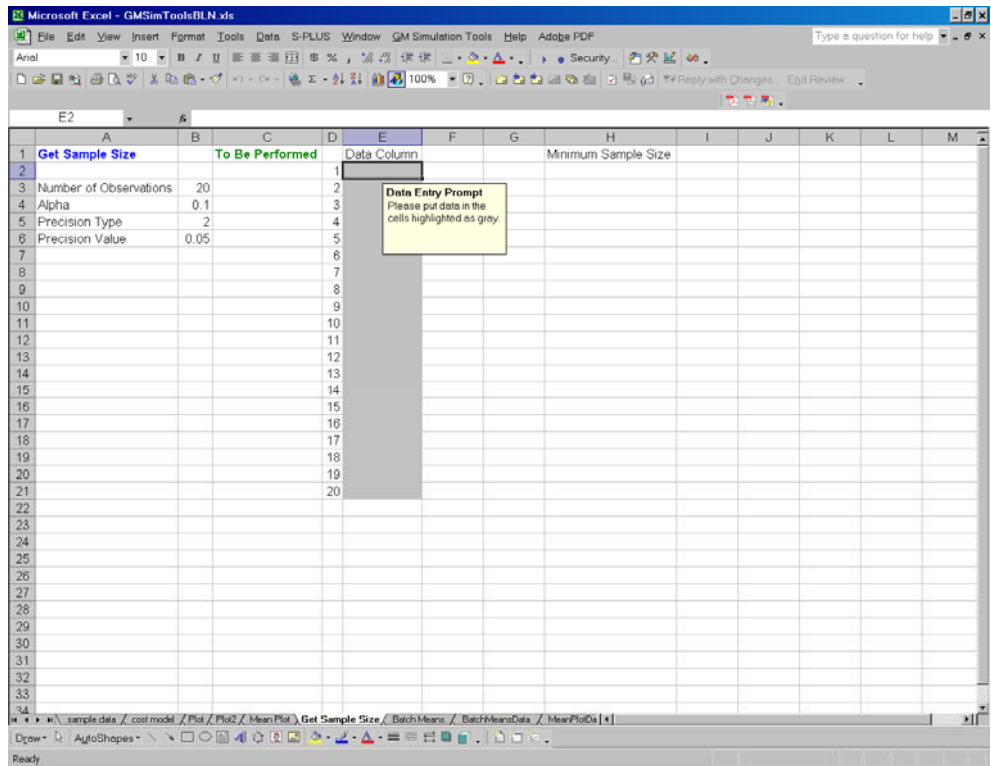 Microsoft Excel - GMSimToolsBLN.xls
File Edit View Insert Format Tools Data S-PLUS Window GM Simulation Tools Help Adobe PDF Type a question for help
Arial 10 B I U $ % , Security...
100% Reply with Changes... End Review...
E2 fx
A B C D E F G H I J K L M
1 Get Sample Size To Be Performed Data Column Minimum Sample Size
2 1
3 Number of Observations 20 2
4 Alpha 0.1 3
5 Precision Type 2 4
6 Precision Value 0.05 5
Data Entry Prompt
Please put data in the
cells highlighted as gray.
7 6
8 7
9 8
10 9
11 10
12 11
13 12
14 13
15 14
16 15
17 16
18 17
19 18
20 19
21 20
22
23
24
25
26
27
28
29
30
31
32
33
34
sample data / cost model / Plot / Plot2 / Mean Plot \ Get Sample Size / Batch Means / BatchMeansData / MeanPlotDa
Draw AutoShapes
Ready